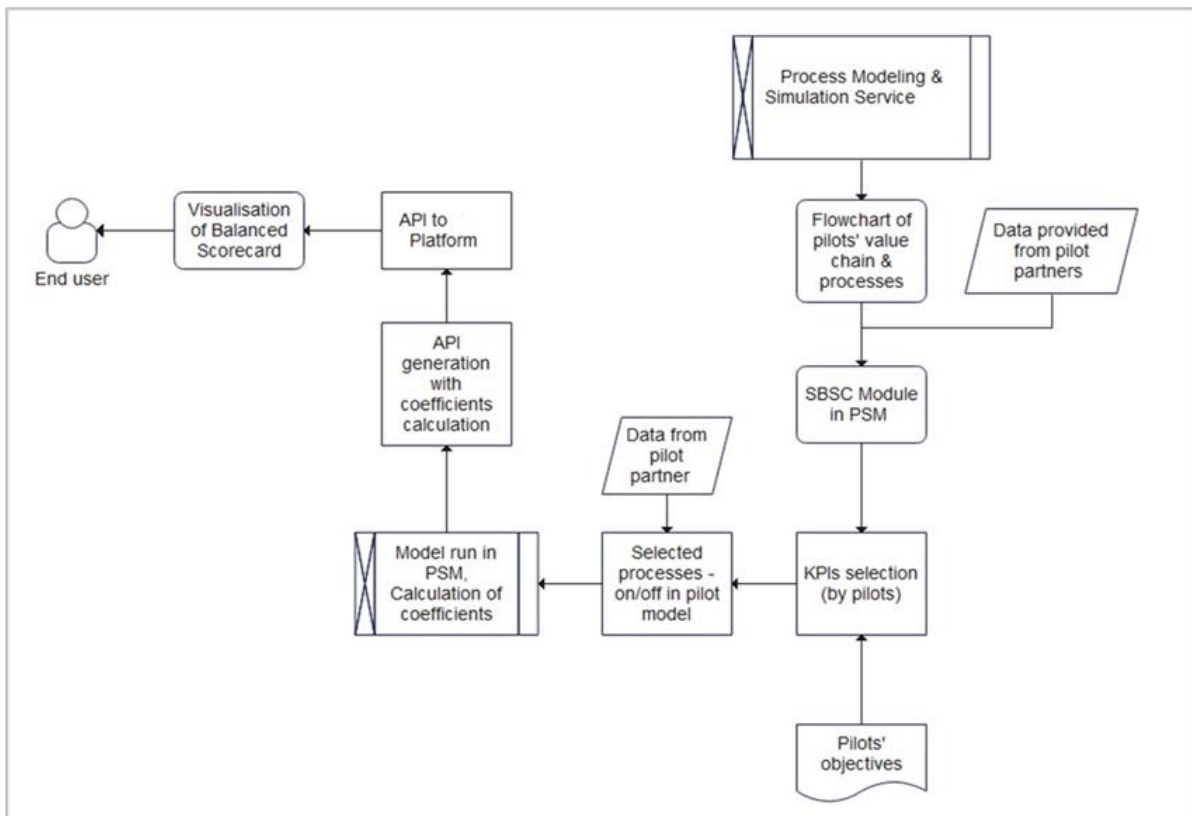 Process Modeling &
Simulation Service
Flowchart of
pilots' value
chain &
processes
Data provided
from pilot
partners
SBSC Module
in PSM
KPIs selection
(by pilots)
Pilots'
objectives
Data from
pilot
partner
Selected
processes -
on/off in pilot
model
Model run in
PSM,
Calculation of
coefficients
API
generation
with
coefficients
calculation
API to
Platform
Visualisation
of Balanced
Scorecard
End user